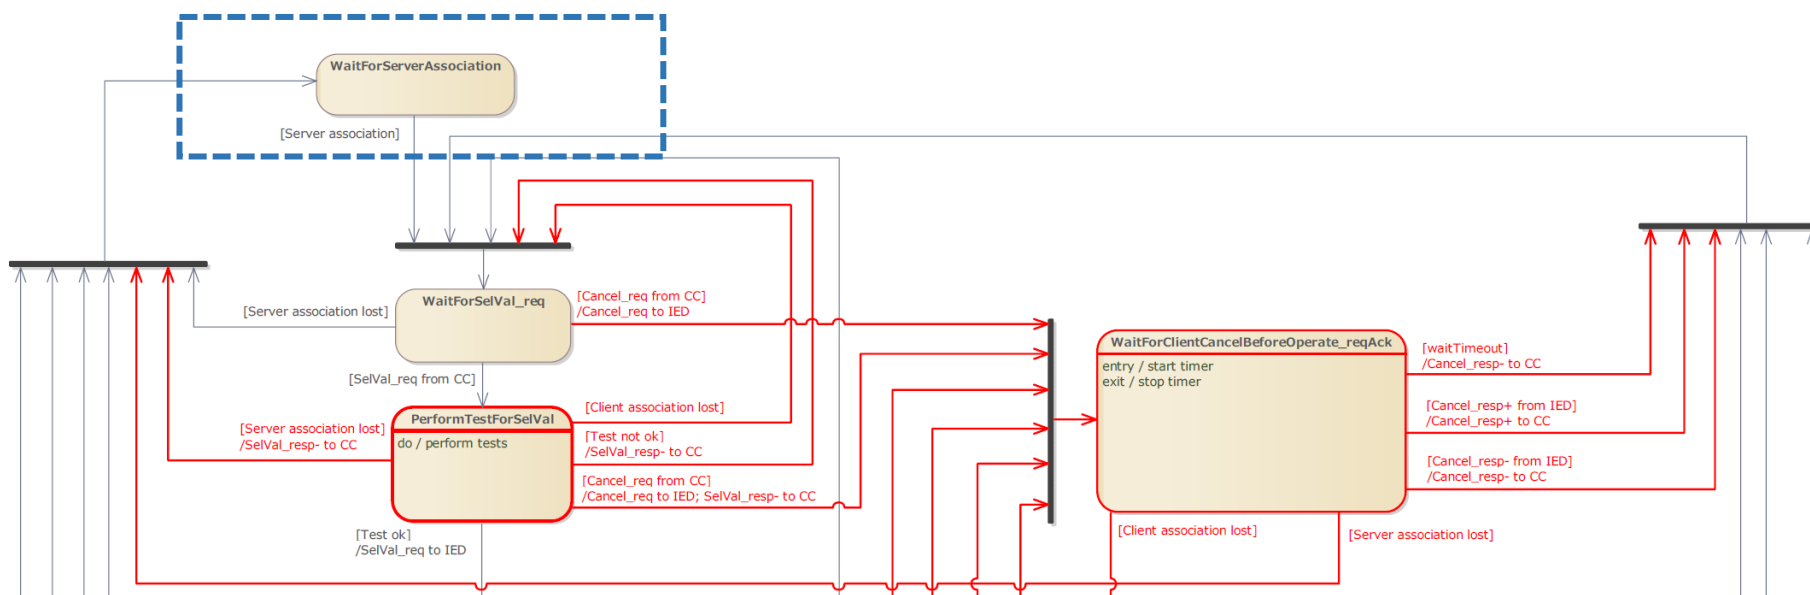 WaitForServerAssociation
[Server association]
WaitForSelVal_req
[Server association lost]
[Cancel_req from CC]
/Cancel_req to IED
[SelVal_req from CC]
WaitForClientCancelBeforeOperate_reqAck
entry / start timer
exit / stop timer
[waitTimeout]
/Cancel_resp- to CC
[Cancel_resp+ from IED]
/Cancel_resp+ to CC
[Cancel_resp- from IED]
/Cancel_resp- to CC
PerformTestForSelVal
do / perform tests
[Server association lost]
/SelVal_resp- to CC
[Client association lost]
[Test not ok]
/SelVal_resp- to CC
[Cancel_req from CC]
/Cancel_req to IED; SelVal_resp- to CC
[Test ok]
/SelVal_req to IED
[Client association lost]
[Server association lost]